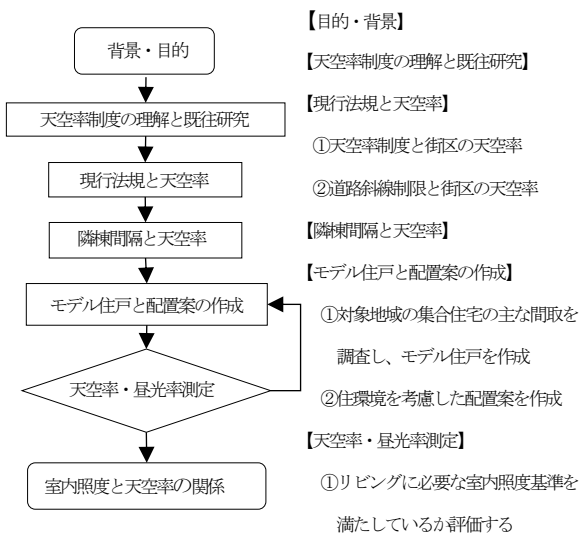 背景・目的
天空率制度の理解と既往研究
現行法規と天空率
隣棟間隔と天空率
モデル住戸と配置案の作成
天空率・昼光率測定
室内照度と天空率の関係
【目的・背景】
【天空率制度の理解と既往研究】
【現行法規と天空率】
①天空率制度と街区の天空率
②道路斜線制限と街区の天空率
【隣棟間隔と天空率】
【モデル住戸と配置案の作成】
①対象地域の集合住宅の主な間取を
調査し、モデル住戸を作成
②住環境を考慮した配置案を作成
【天空率・昼光率測定】
①リビングに必要な室内照度基準を
満たしているか評価する